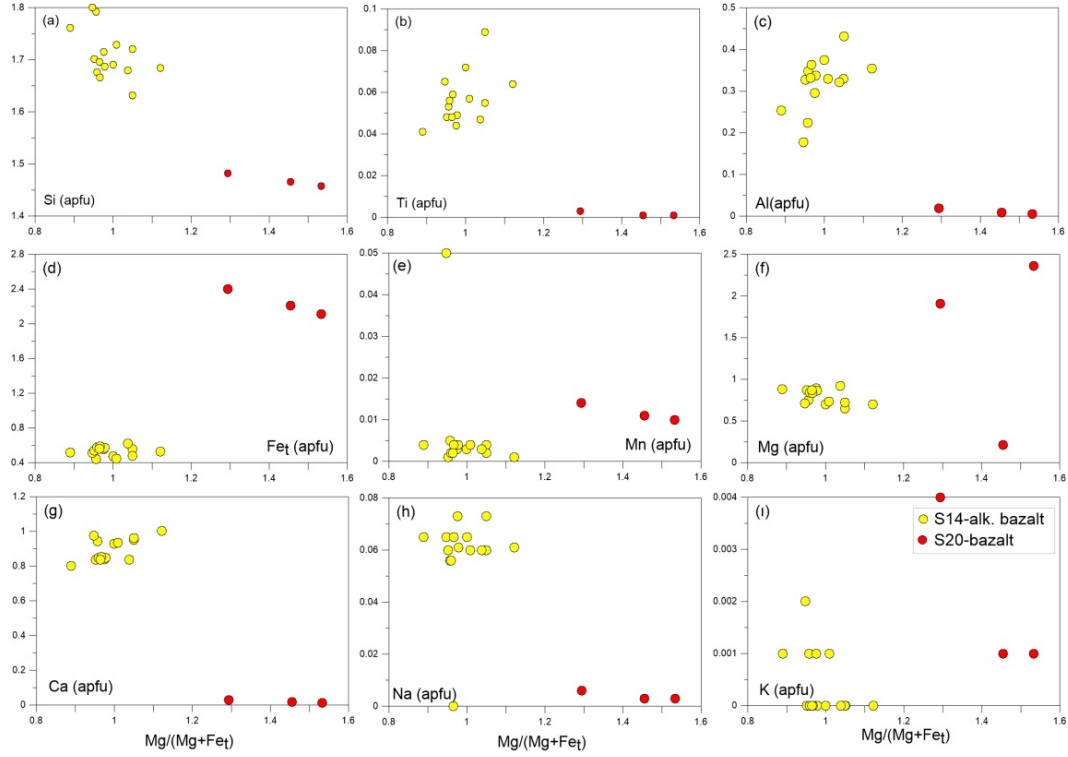 (a)
1.8
1.7
1.6
1.5
1.4
Si (apfu)
0.8 1 1.2 1.4 1.6
(b)
0.1
0.08
0.06
0.04
0.02
0
Ti (apfu)
0.8 1 1.2 1.4 1.6
(c)
0.5
0.4
0.3
0.2
0.1
0
Al(apfu)
0.8 1 1.2 1.4 1.6
(d)
2.8
2.4
2
1.6
1.2
0.8
0.4
Fet (apfu)
0.8 1 1.2 1.4 1.6
(e)
0.05
0.04
0.03
0.02
0.01
0
Mn (apfu)
0.8 1 1.2 1.4 1.6
(f)
2.5
2
1.5
1
0.5
0
Mg (apfu)
0.8 1 1.2 1.4 1.6
(g)
1.2
1
0.8
0.6
0.4
0.2
0
Ca (apfu)
0.8 1 1.2 1.4 1.6
Mg/(Mg+Fet)
(h)
0.08
0.06
0.04
0.02
0
Na (apfu)
0.8 1 1.2 1.4 1.6
(ı)
0.004
0.003
0.002
0.001
0
S14-alk. bazalt
S20-bazalt
K (apfu)
0.8 1 1.2 1.4 1.6
Mg/(Mg+Fet)